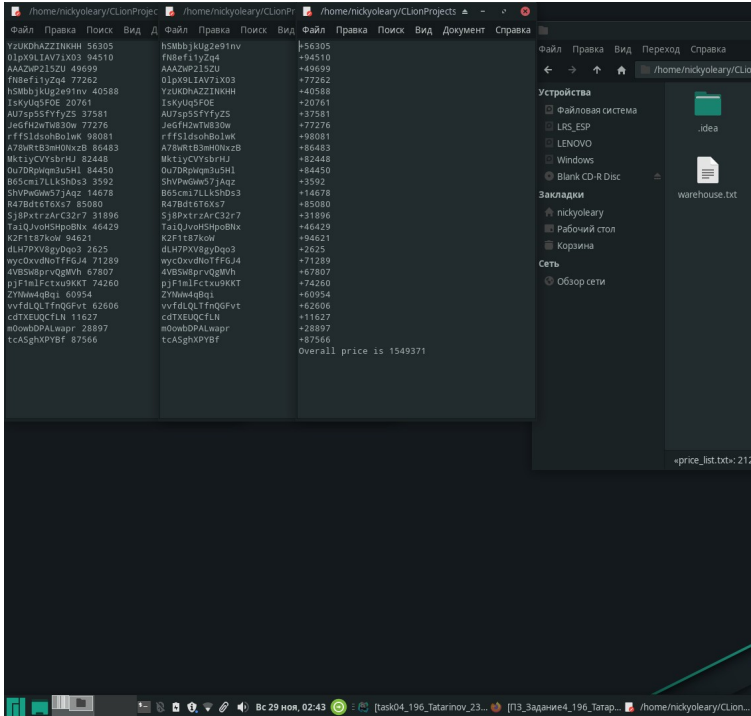 /home/nickyoleary/CLionProjec
Файл Правка Поиск Вид Д
YzUKDhAZZINKHH 56305
0lpX9LIAV7iX03 94510
AAAZWP2l5ZU 49699
fN8efi1yZq4 77262
hSMbbjkUg2e91nv 40588
IsKyUq5FOE 20761
AU7sp5SfYfyZS 37581
JeGfH2wTW830w 77276
rffSldsohBolwK 98081
A78WRtB3mH0NxzB 86483
MktiyCVYsbrHJ 82448
Ou7DRpWqm3u5Hl 84450
B65cmi7LLkShDs3 3592
ShVPwGWw57jAqz 14678
R47Bdt6T6Xs7 85080
Sj8PxtrzArC32r7 31896
TaiQJvoHSHpoBNx 46429
K2F1t87koW 94621
dLH7PXV8gyDqo3 2625
wycOxvdNoTfFGJ4 71289
4VBSW8prvQgMVh 67807
pjF1mlFctxu9KKT 74260
ZYNWw4qBqi 60954
vvfdLQLTfnQGFvt 62606
cdTXEUQCfLN 11627
m0owbDPALwapr 28897
tcASghXPYBf 87566
/home/nickyoleary/CLionPr
Файл Правка Поиск Вид
hSMbbjkUg2e91nv
fN8efi1yZq4
AAAZWP2l5ZU
0lpX9LIAV7iX03
YzUKDhAZZINKHH
IsKyUq5FOE
AU7sp5SfYfyZS
JeGfH2wTW830w
rffSldsohBolwK
A78WRtB3mH0NxzB
MktiyCVYsbrHJ
Ou7DRpWqm3u5Hl
B65cmi7LLkShDs3
ShVPwGWw57jAqz
R47Bdt6T6Xs7
Sj8PxtrzArC32r7
TaiQJvoHSHpoBNx
K2F1t87koW
dLH7PXV8gyDqo3
wycOxvdNoTfFGJ4
4VBSW8prvQgMVh
pjF1mlFctxu9KKT
ZYNWw4qBqi
vvfdLQLTfnQGFvt
cdTXEUQCfLN
m0owbDPALwapr
tcASghXPYBf
/home/nickyoleary/CLionProjects
Файл Правка Поиск Вид Документ Справка
+56305
+94510
+49699
+77262
+40588
+20761
+37581
+77276
+98081
+86483
+82448
+84450
+3592
+14678
+85080
+31896
+46429
+94621
+2625
+71289
+67807
+74260
+60954
+62606
+11627
+28897
+87566
Overall price is 1549371
Файл Правка Вид Переход Справка
/home/nickyoleary/CLio
Устройства
Файловая система
LRS_ESP
LENOVO
Windows
Blank CD-R Disc
Закладки
nickyoleary
Рабочий стол
Корзина
Сеть
Обзор сети
.idea
warehouse.txt
«price_list.txt»: 212
Вс 29 ноя, 02:43
[task04_196_Tatarinov_23...
[ПЗ_Задание4_196_Татар...
/home/nickyoleary/CLion...